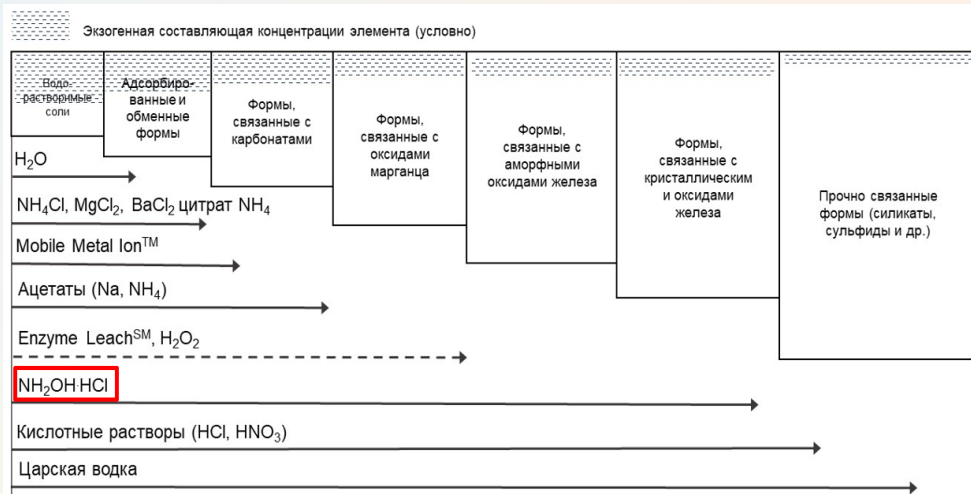 Экзогенная составляющая концентрации элемента (условно)
Водо-
растворимые
соли
Адсорбиро-
ванные и
обменные
формы
Формы,
связанные с
карбонатами
Формы,
связанные с
оксидами
марганца
Формы,
связанные с
аморфными
оксидами железа
Формы,
связанные с
кристаллическим
и оксидами
железа
Прочно связанные
формы (силикаты,
сульфиды и др.)
H₂O
NH₄Cl, MgCl₂, BaCl₂ цитрат NH₄
Mobile Metal Ion™
Ацетаты (Na, NH₄)
Enzyme Leach℠, H₂O₂
NH₂OH·HCl
Кислотные растворы (HCl, HNO₃)
Царская водка